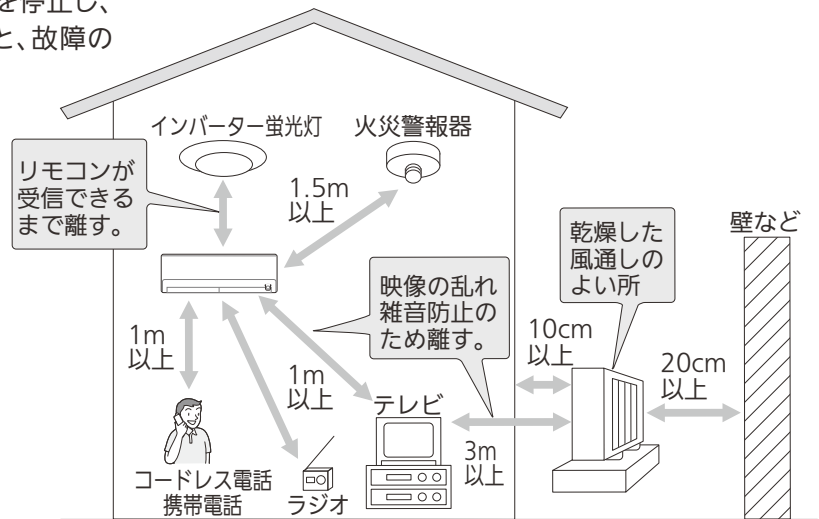 を停止し、
と、故障の
インバーター蛍光灯
火災警報器
リモコンが
受信できる
まで離す。
1.5m
以上
壁など
乾燥した
風通しの
よい所
映像の乱れ
雑音防止の
ため離す。
10cm
以上
20cm
以上
1m
以上
1m
以上
テレビ
3m
以上
コードレス電話
携帯電話
ラジオ